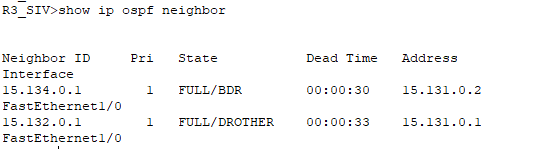 R3_SIV>show ip ospf neighbor
Neighbor ID Pri State Dead Time Address
Interface
15.134.0.1 1 FULL/BDR 00:00:30 15.131.0.2
FastEthernet1/0
15.132.0.1 1 FULL/DROTHER 00:00:33 15.131.0.1
FastEthernet1/0